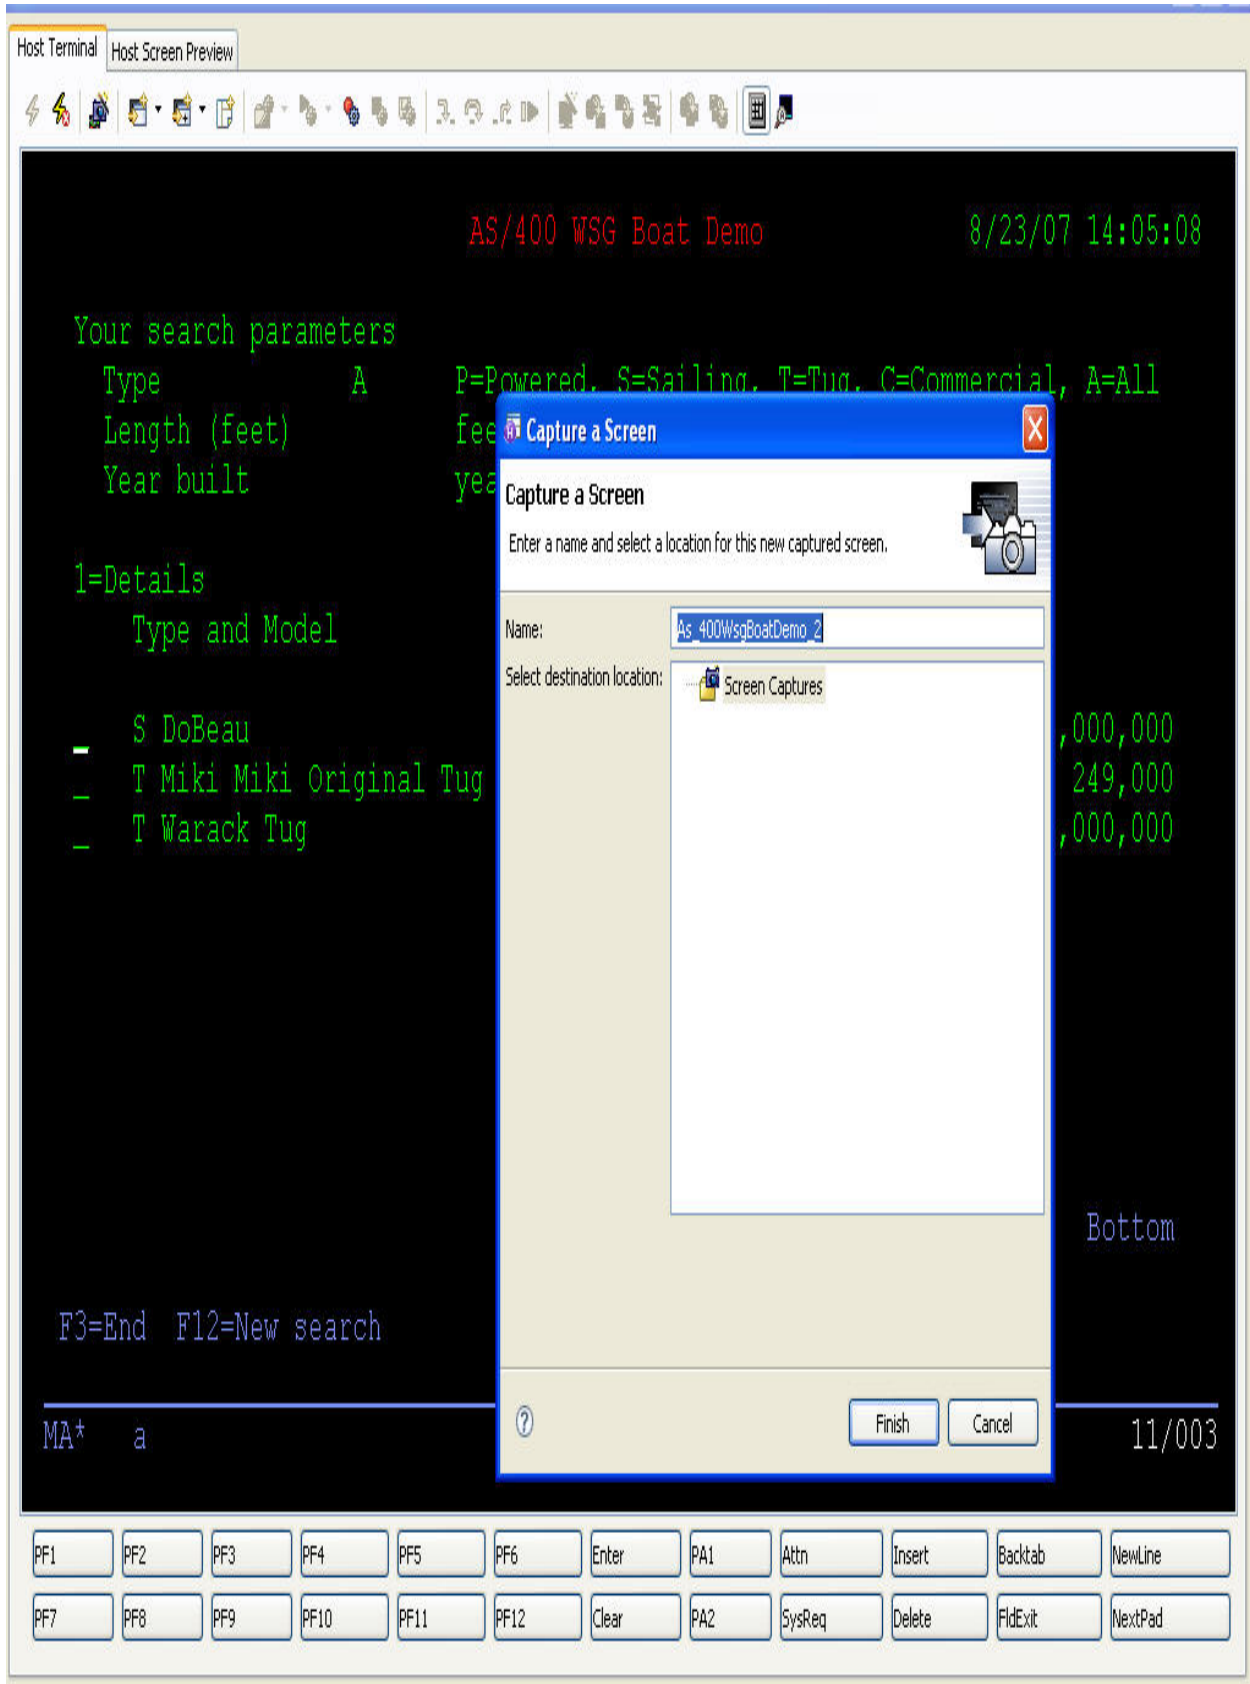 Host Terminal Host Screen Preview
AS/400 WSG Boat Demo 8/23/07 14:05:08
Your search parameters
Type A P=Powered, S=Sailing, T=Tug, C=Commercial, A=All
Length (feet) fee
Year built yea
1=Details
Type and Model
S DoBeau ,000,000
T Miki Miki Original Tug 249,000
T Warack Tug ,000,000
Bottom
F3=End F12=New search
MA* a 11/003
Capture a Screen
Capture a Screen
Enter a name and select a location for this new captured screen.
Name: As_400WsgBoatDemo_2
Select destination location: Screen Captures
Finish Cancel
PF1 PF2 PF3 PF4 PF5 PF6 Enter PA1 Attn Insert Backtab NewLine
PF7 PF8 PF9 PF10 PF11 PF12 Clear PA2 SysReq Delete FldExit NextPad